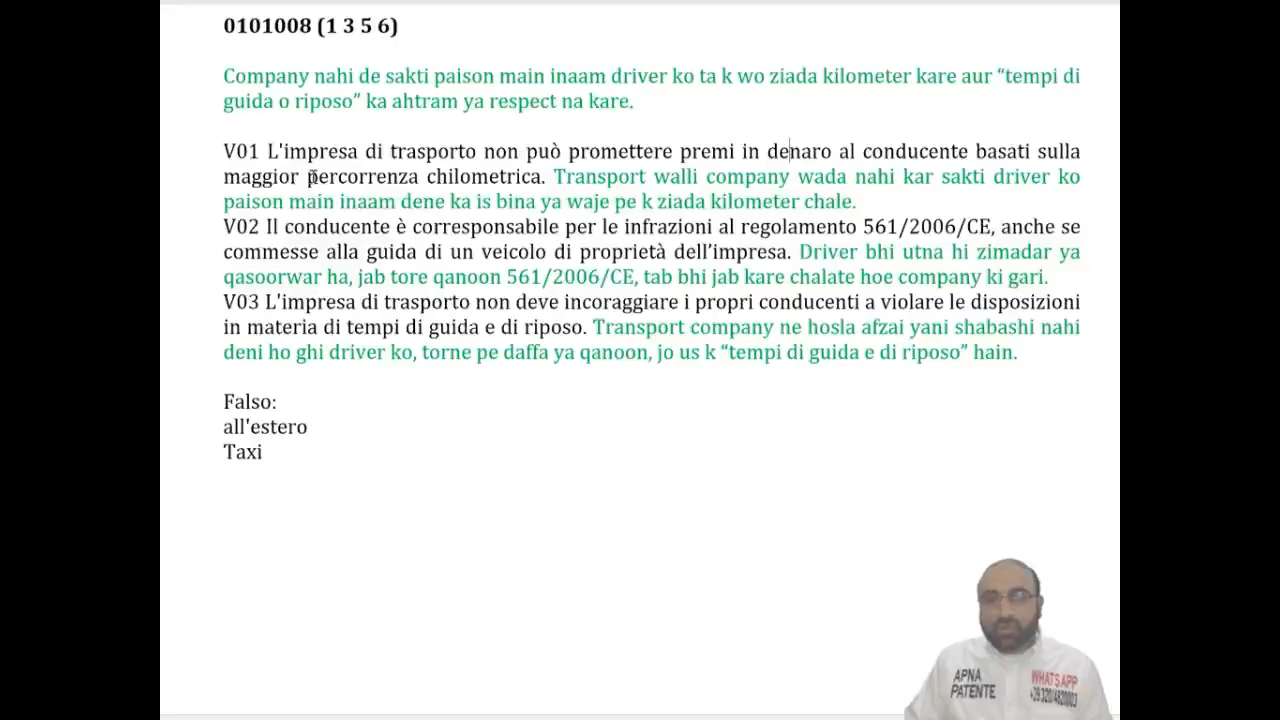 0101008 (1 3 5 6)
Company nahi de sakti paison main inaam driver ko ta k wo ziada kilometer kare aur “tempi di
guida o riposo” ka ahtram ya respect na kare.
V01 L'impresa di trasporto non può promettere premi in denaro al conducente basati sulla
maggior percorrenza chilometrica. Transport walli company wada nahi kar sakti driver ko
paison main inaam dene ka is bina ya waje pe k ziada kilometer chale.
V02 Il conducente è corresponsabile per le infrazioni al regolamento 561/2006/CE, anche se
commesse alla guida di un veicolo di proprietà dell’impresa. Driver bhi utna hi zimadar ya
qasoorwar ha, jab tore qanoon 561/2006/CE, tab bhi jab kare chalate hoe company ki gari.
V03 L'impresa di trasporto non deve incoraggiare i propri conducenti a violare le disposizioni
in materia di tempi di guida e di riposo. Transport company ne hosla afzai yani shabashi nahi
deni ho ghi driver ko, torne pe daffa ya qanoon, jo us k “tempi di guida e di riposo” hain.
Falso:
all'estero
Taxi
APNA
PATENTE
WHATSAPP